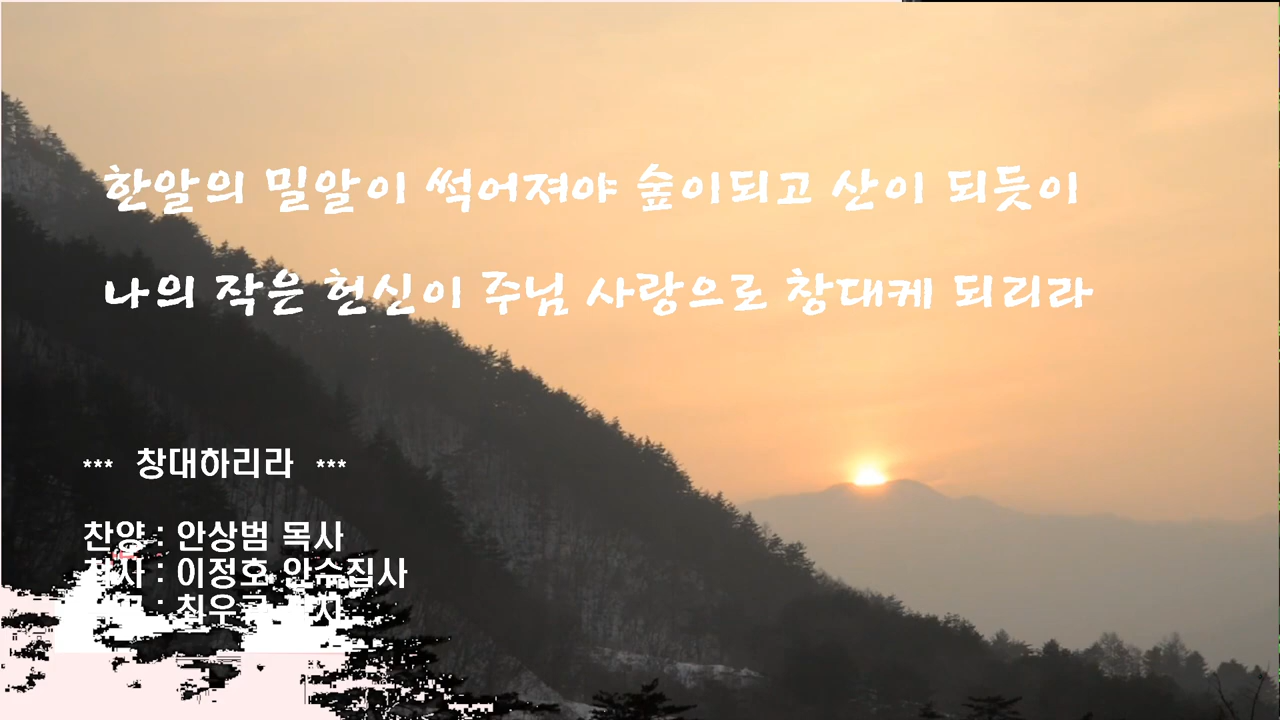 한알의 밀알이 썩어져야 숲이되고 산이 되듯이
나의 작은 헌신이 주님 사랑으로 창대케 되리라
*** 창대하리라 ***
찬양 : 안상범 목사
: 이정호 안수집사
: 최우